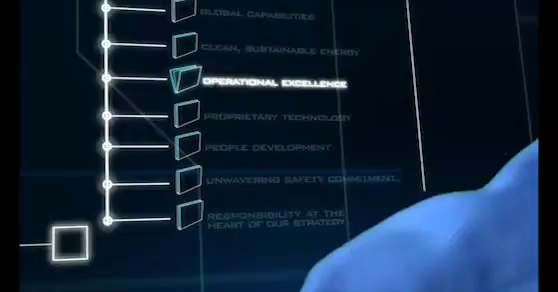 GLOBAL CAPABILITIES
CLEAN, SUSTAINABLE ENERGY
OPERATIONAL EXCELLENCE
PROPRIETARY TECHNOLOGY
PEOPLE DEVELOPMENT
UNWAVERING SAFETY COMMITMENT
RESPONSIBILITY AT THE
HEART OF OUR STRATEGY